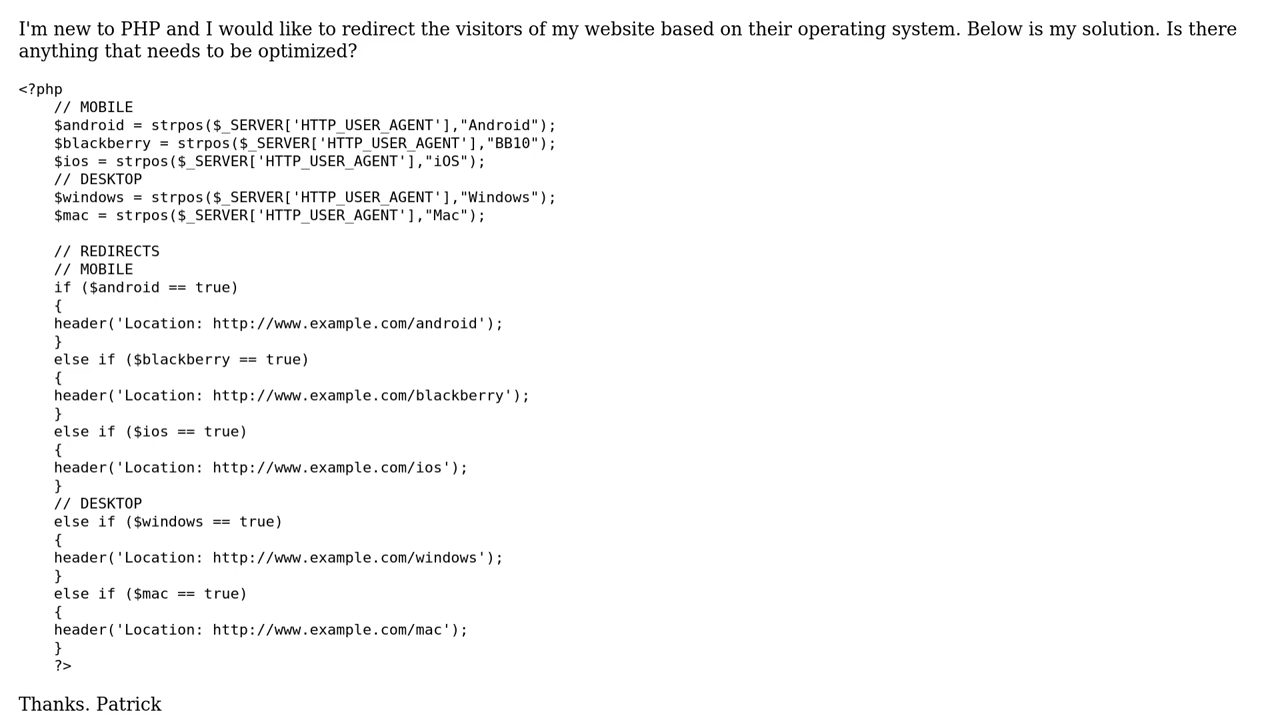 I'm new to PHP and I would like to redirect the visitors of my website based on their operating system. Below is my solution. Is there
anything that needs to be optimized?
<?php
    // MOBILE
    $android = strpos($_SERVER['HTTP_USER_AGENT'],"Android");
    $blackberry = strpos($_SERVER['HTTP_USER_AGENT'],"BB10");
    $ios = strpos($_SERVER['HTTP_USER_AGENT'],"iOS");
    // DESKTOP
    $windows = strpos($_SERVER['HTTP_USER_AGENT'],"Windows");
    $mac = strpos($_SERVER['HTTP_USER_AGENT'],"Mac");

    // REDIRECTS
    // MOBILE
    if ($android == true)
    {
    header('Location: http://www.example.com/android');
    }
    else if ($blackberry == true)
    {
    header('Location: http://www.example.com/blackberry');
    }
    else if ($ios == true)
    {
    header('Location: http://www.example.com/ios');
    }
    // DESKTOP
    else if ($windows == true)
    {
    header('Location: http://www.example.com/windows');
    }
    else if ($mac == true)
    {
    header('Location: http://www.example.com/mac');
    }
    ?>
Thanks. Patrick